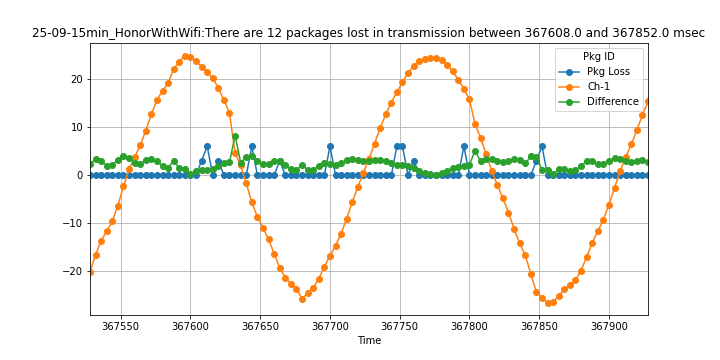 25-09-15min_HonorWithWifi:There are 12 packages lost in transmission between 367608.0 and 367852.0 msec
Pkg ID
Pkg Loss
Ch-1
Difference
20
10
0
−10
−20
367550 367600 367650 367700 367750 367800 367850 367900
Time